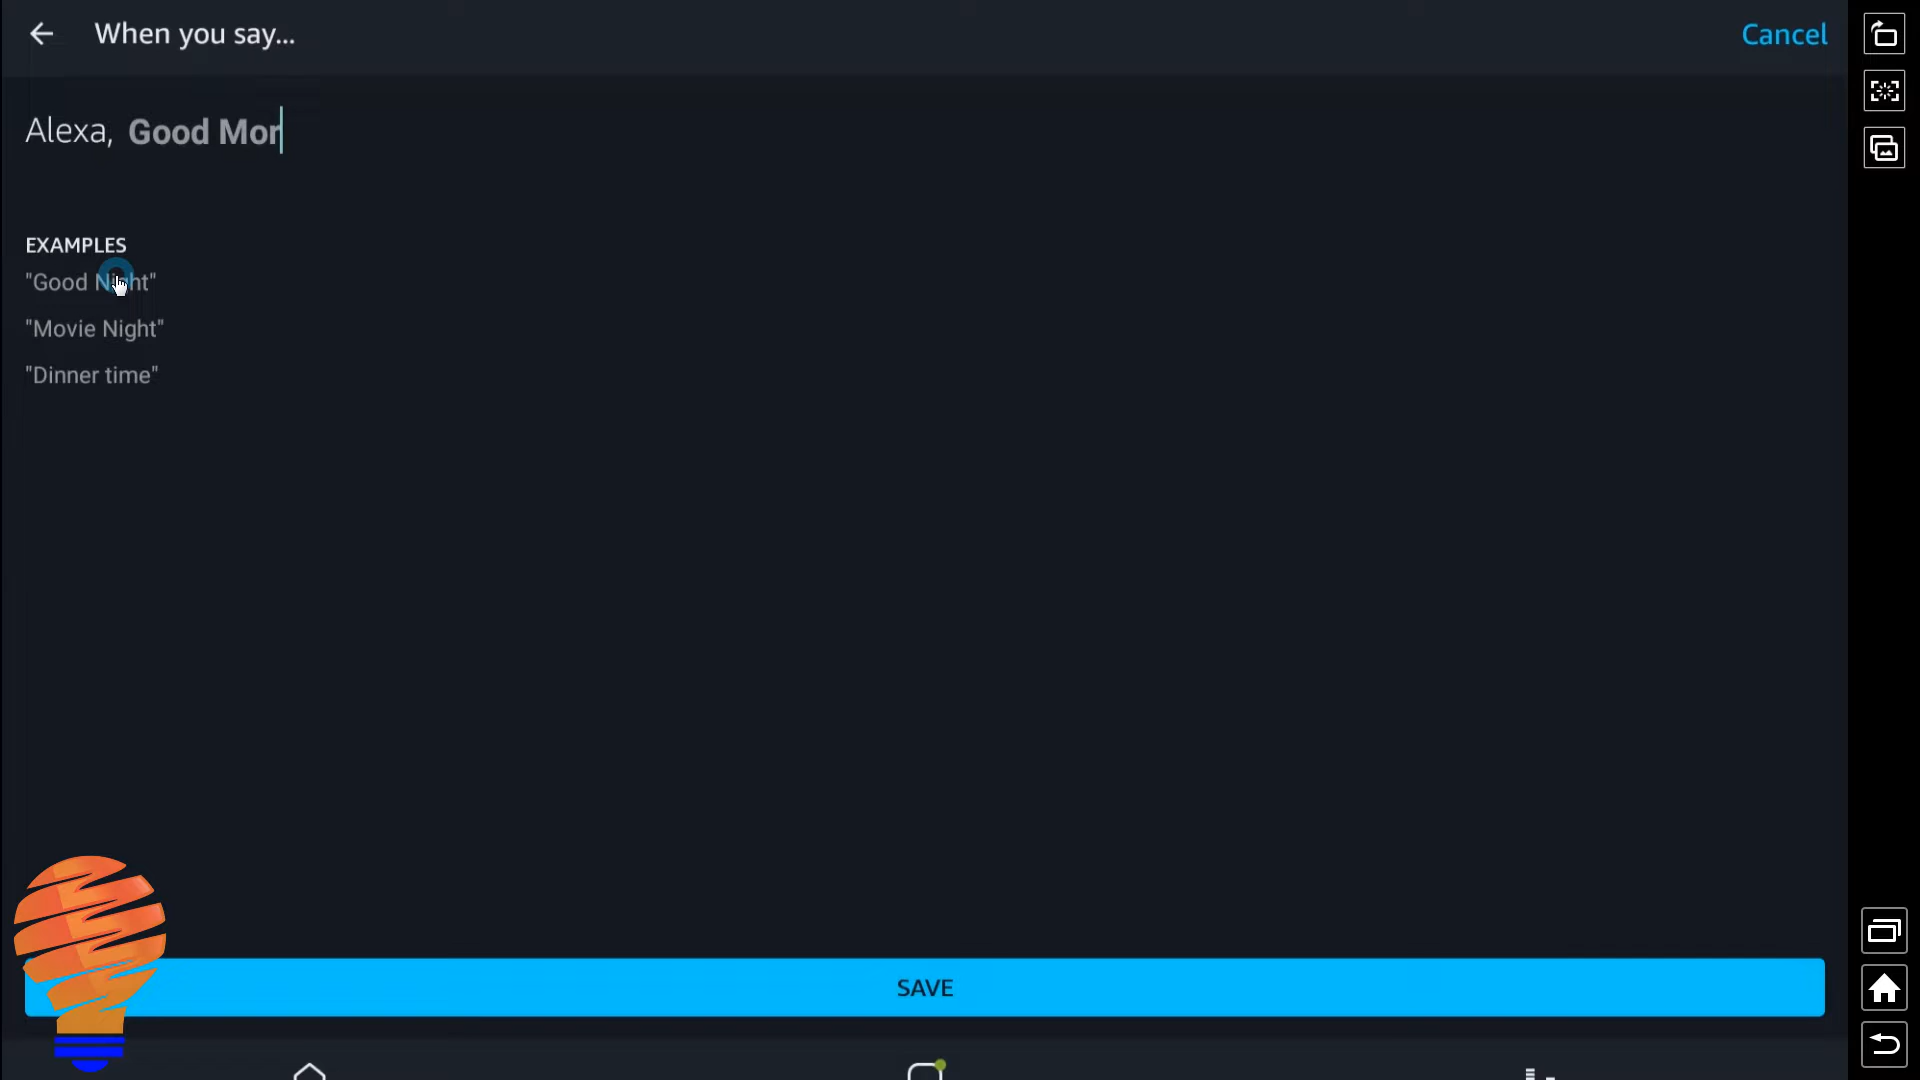 When you say...
Cancel
Alexa, Good Mor
EXAMPLES
"Good Night"
"Movie Night"
"Dinner time"
SAVE